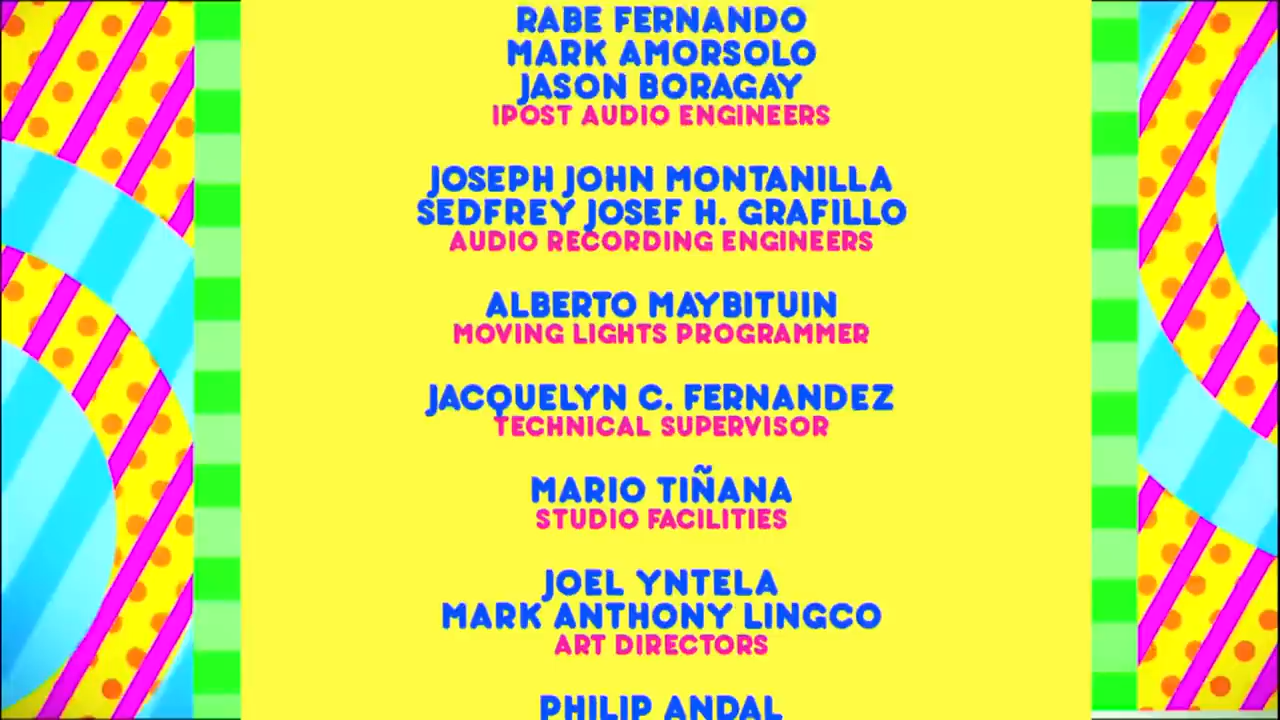 RABE FERNANDO
MARK AMORSOLO
JASON BORAGAY
IPOST AUDIO ENGINEERS
JOSEPH JOHN MONTANILLA
SEDFREY JOSEF H. GRAFILLO
AUDIO RECORDING ENGINEERS
ALBERTO MAYBITUIN
MOVING LIGHTS PROGRAMMER
JACQUELYN C. FERNANDEZ
TECHNICAL SUPERVISOR
MARIO TIÑANA
STUDIO FACILITIES
JOEL YNTELA
MARK ANTHONY LINGCO
ART DIRECTORS
PHILIP ANDAL